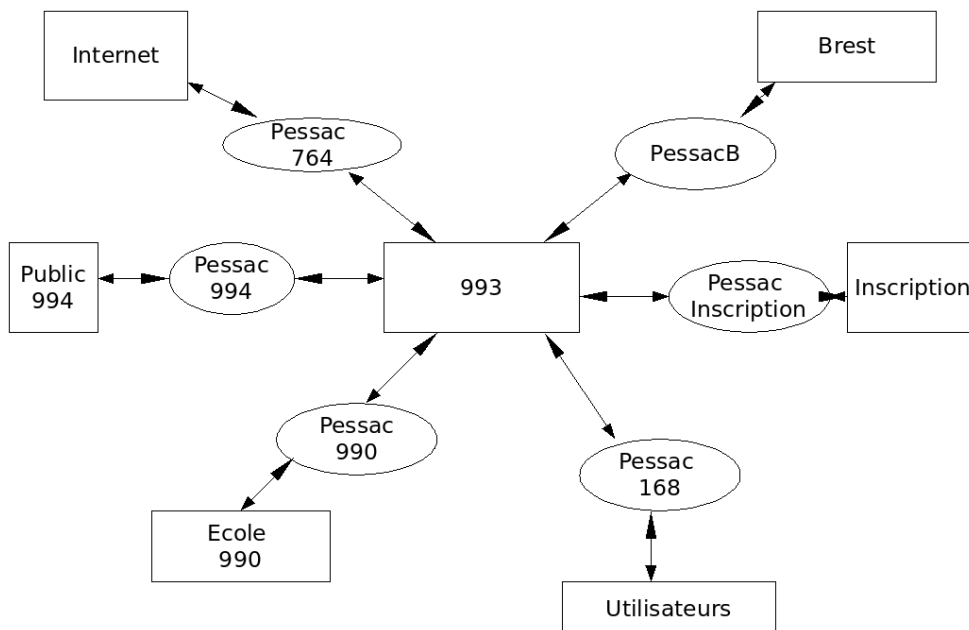 Internet
Brest
Pessac
764
PessacB
Public
994
Pessac
994
993
Pessac
Inscription
Inscription
Pessac
990
Pessac
168
Ecole
990
Utilisateurs